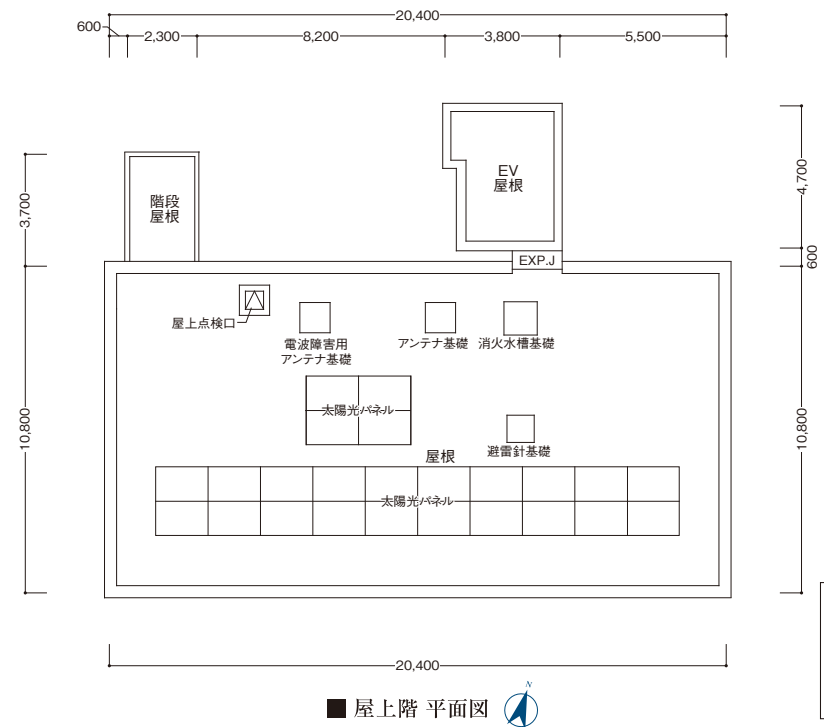 20,400
600
2,300
8,200
3,800
5,500
3,700
4,700
EV
屋根
階段
屋根
600
EXP.J
屋上点検口
電波障害用
アンテナ基礎
アンテナ基礎
消火水槽基礎
太陽光パネル
10,800
10,800
避雷針基礎
屋根
太陽光パネル
20,400
■ 屋上階 平面図
N